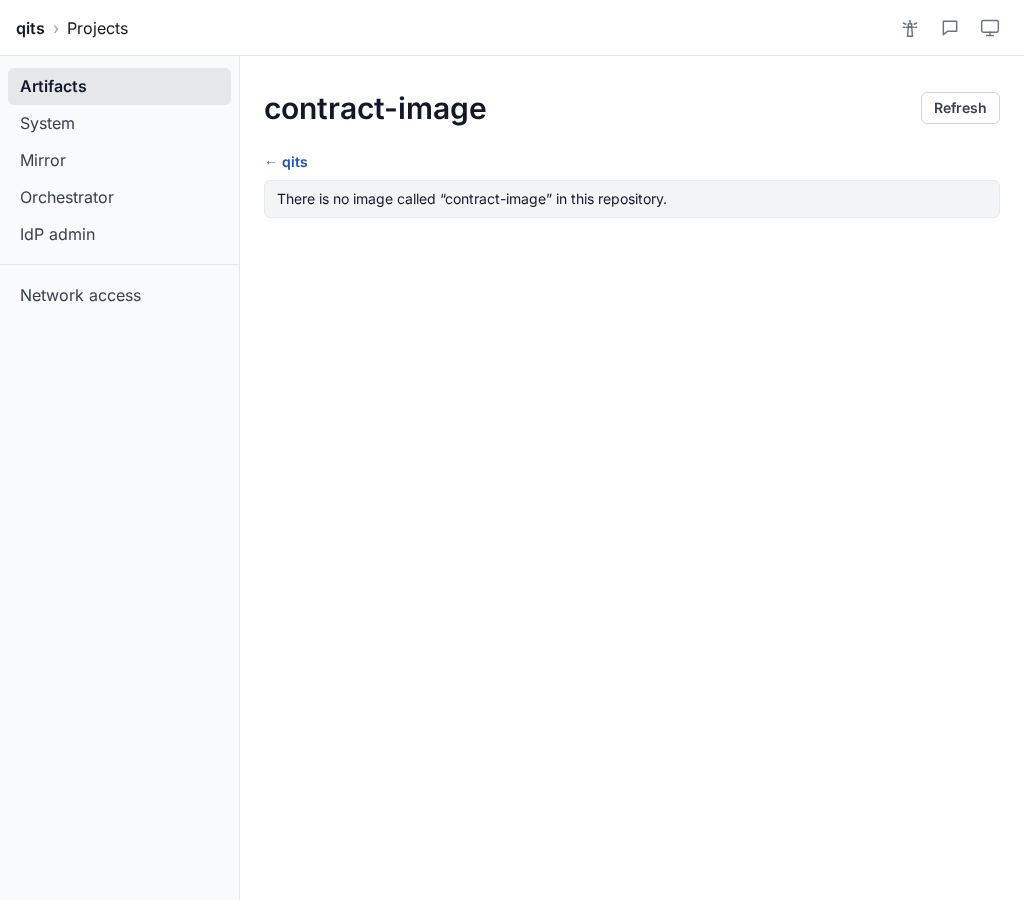 qits › Projects
Artifacts
System
Mirror
Orchestrator
IdP admin
Network access
contract-image
Refresh
← qits
There is no image called “contract-image” in this repository.